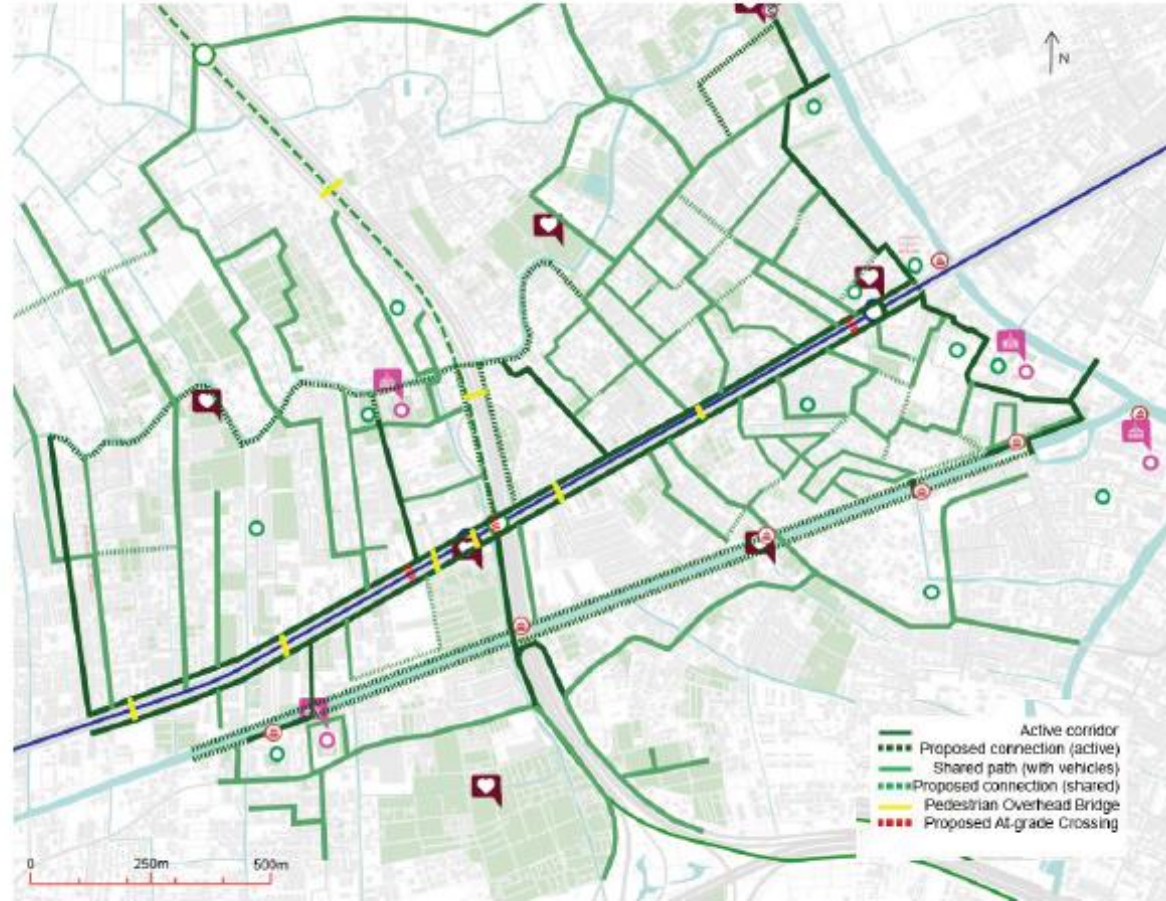 N
Active corridor
Proposed connection (active)
Shared path (with vehicles)
Proposed connection (shared)
Pedestrian Overhead Bridge
Proposed At-grade Crossing
0 250m 500m